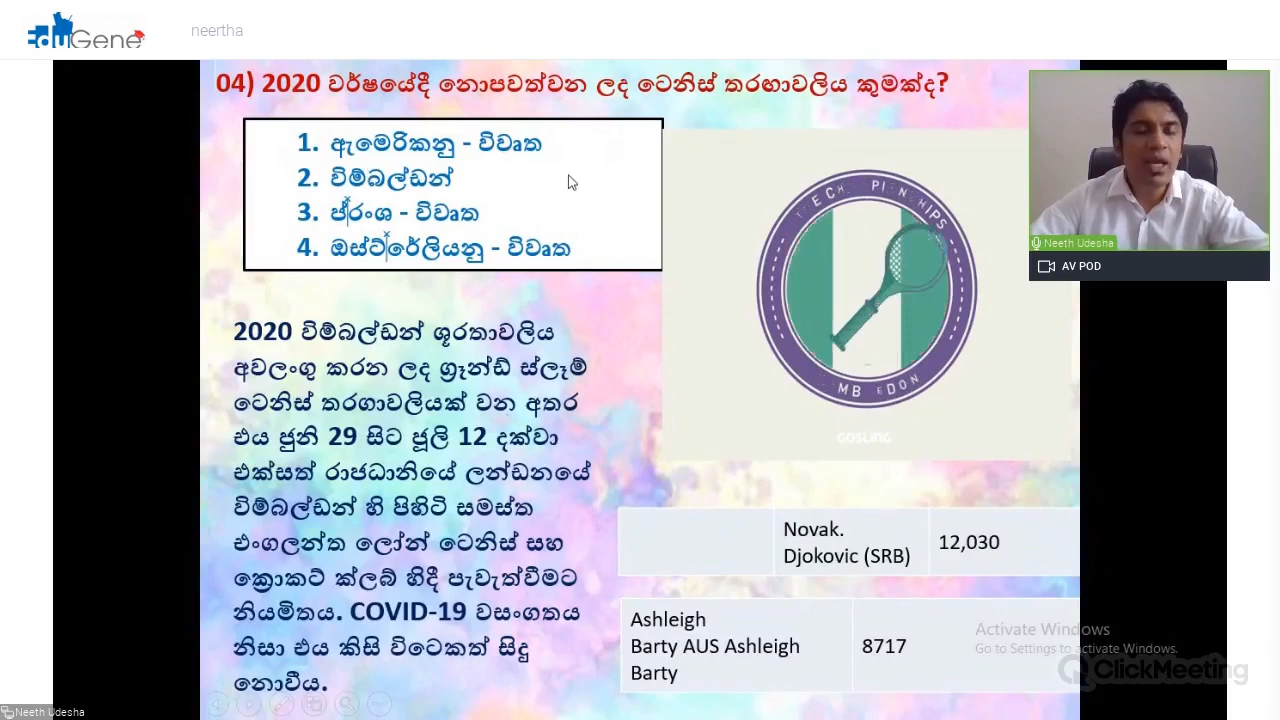 EduGene
neertha
04) 2020 වර්ෂයේදී නොපවත්වන ලද ටෙනිස් තරඟාවලිය කුමක්ද?
1. ඇමෙරිකනු - විවෘත
2. විම්බල්ඩන්
3. ප්‍රංශ - විවෘත
4. ඔස්ට්‍රේලියනු - විවෘත
2020 විම්බල්ඩන් ශූරතාවලිය
අවලංගු කරන ලද ග්‍රෑන්ඩ් ස්ලෑම්
ටෙනිස් තරගාවලියක් වන අතර
එය ජුනි 29 සිට ජූලි 12 දක්වා
එක්සත් රාජධානියේ ලන්ඩනයේ
විම්බල්ඩන් හි පිහිටි සමස්ත
එංගලන්ත ලෝන් ටෙනිස් සහ
ක්‍රොකට් ක්ලබ් හිදී පැවැත්වීමට
නියමිතය. COVID-19 වසංගතය
නිසා එය කිසි විටෙකත් සිදු
නොවීය.
GOSLING
Novak.
Djokovic (SRB)
12,030
Ashleigh
Barty AUS Ashleigh
Barty
8717
Neeth Udesha
AV POD
Activate Windows
Go to Settings to activate Windows.
ClickMeeting
Neeth Udesha